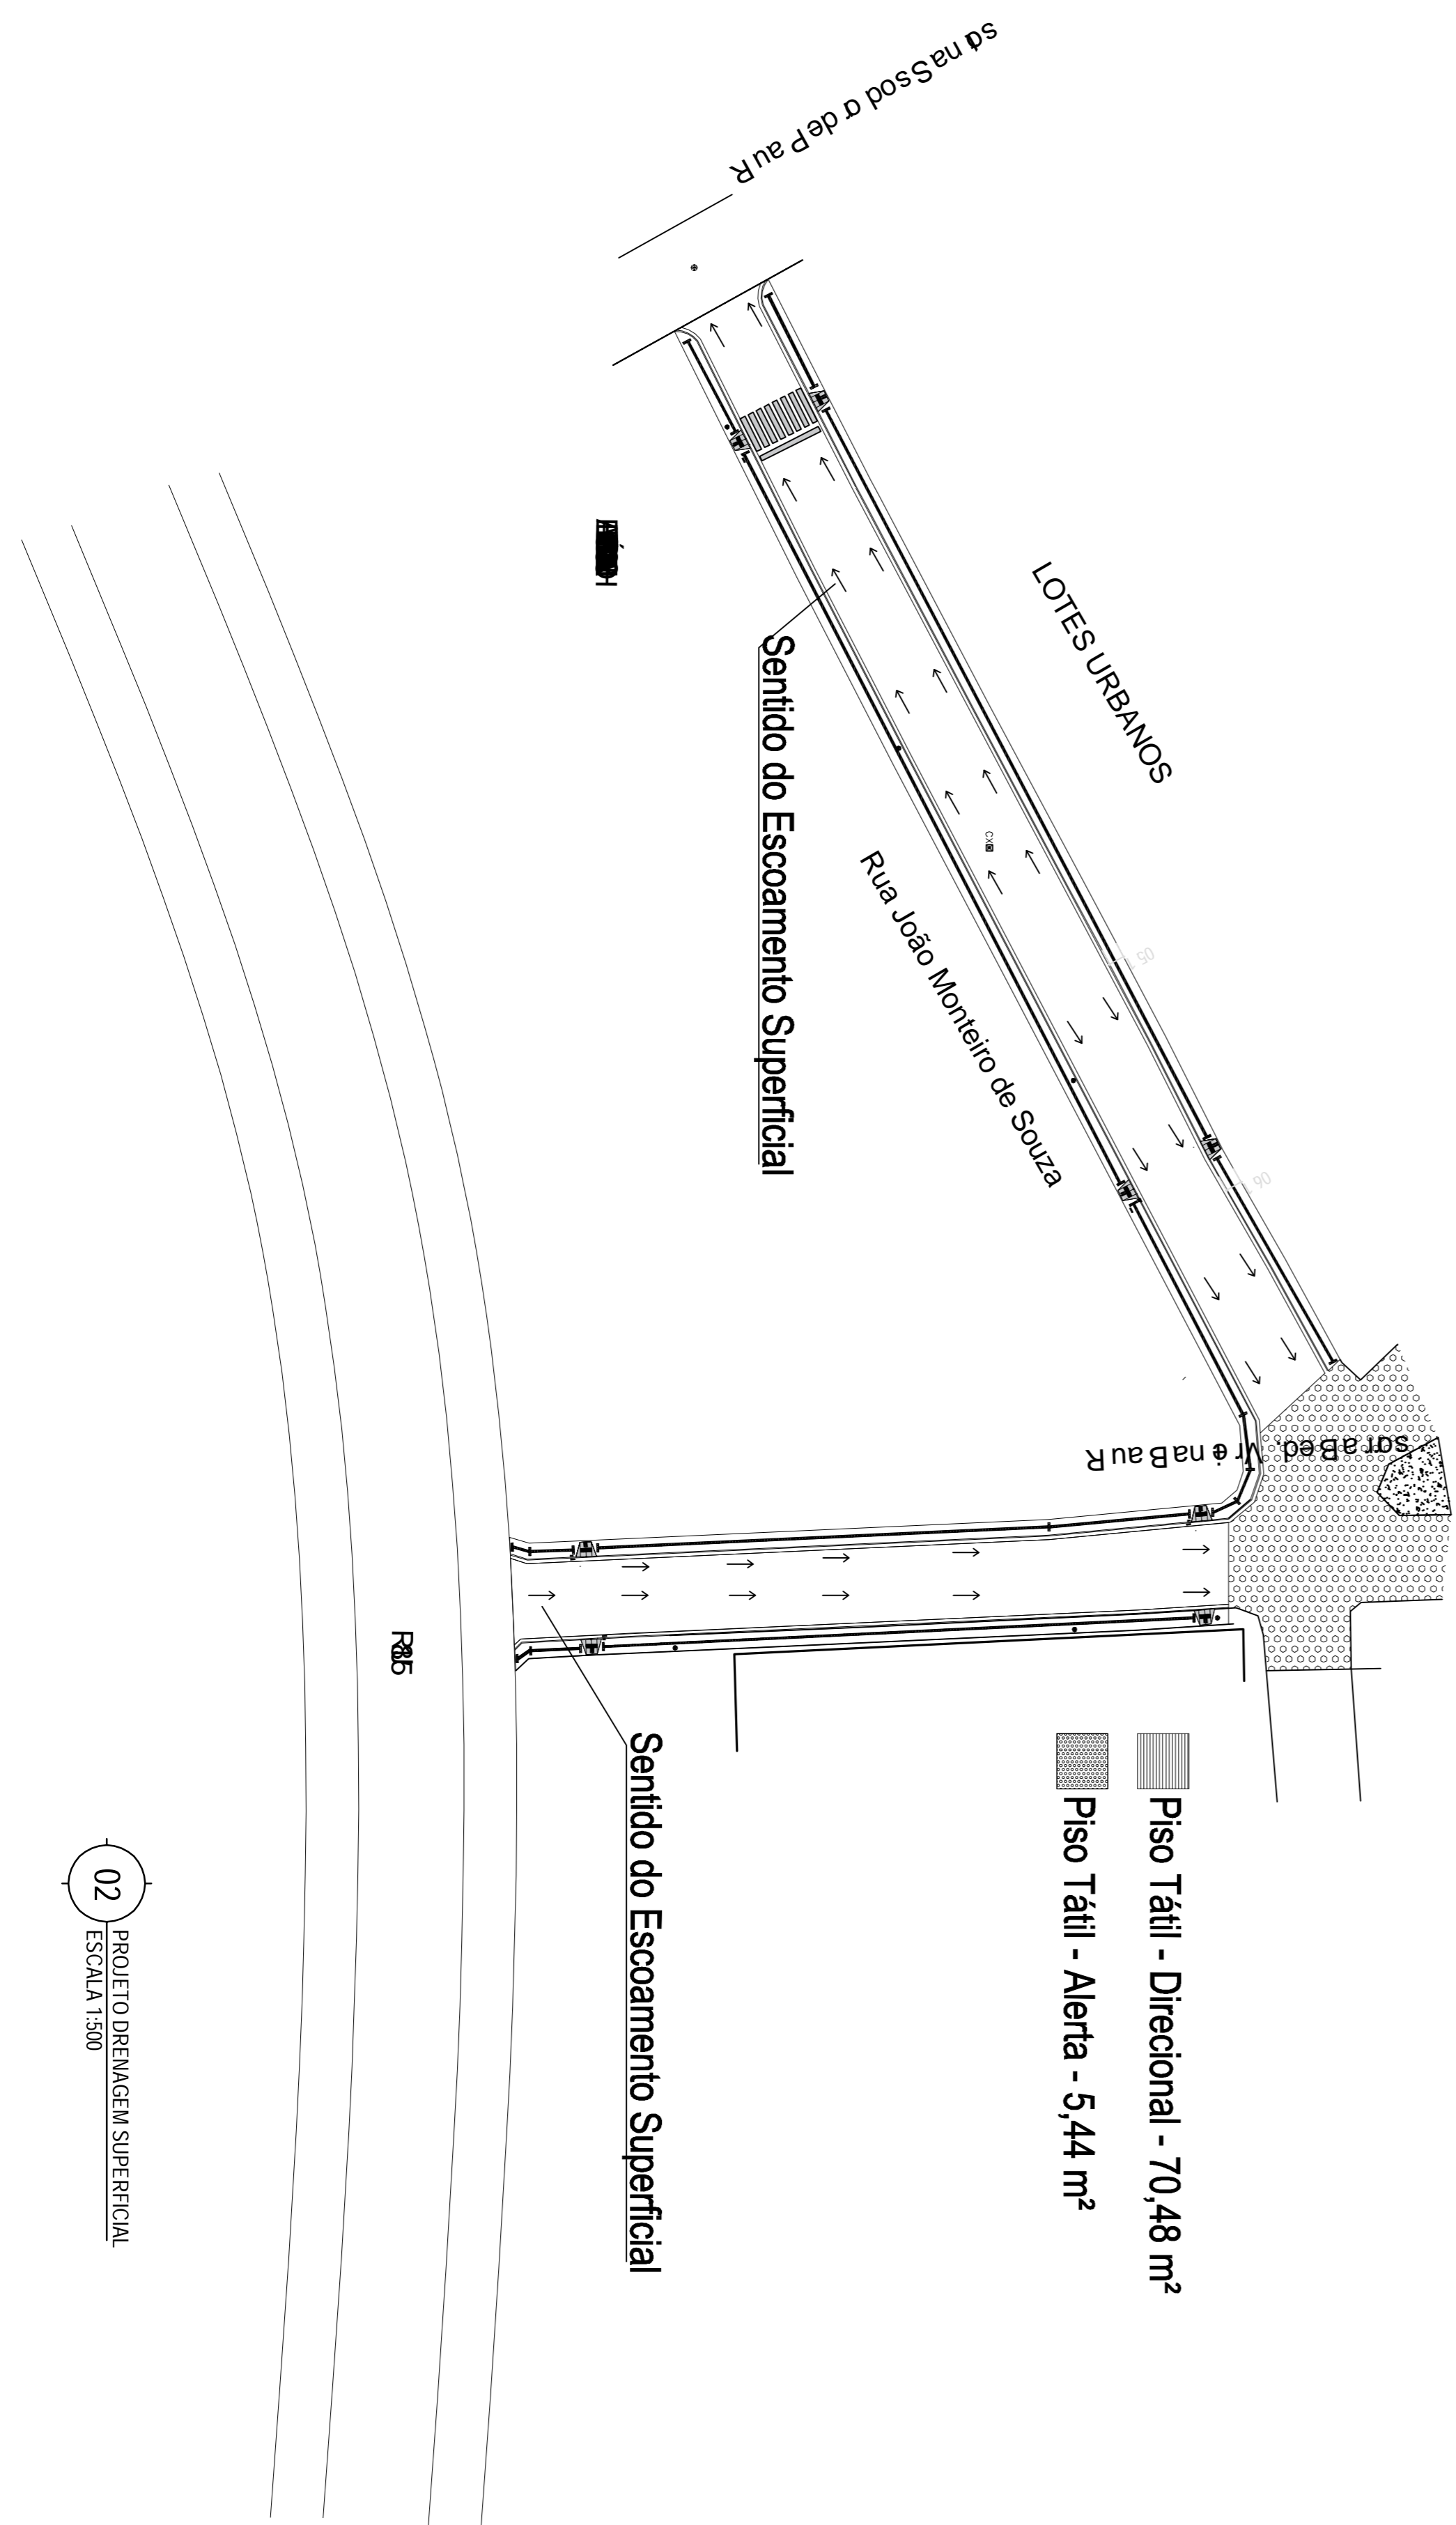 LOTES URBANOS
Sentido do Escoamento Superficial
CX
Rua João Monteiro de Souza
Piso Tátil - Direcional - 70,48 m²
Piso Tátil - Alerta - 5,44 m²
Sentido do Escoamento Superficial
02
PROJETO DRENAGEM SUPERFICIAL
ESCALA 1:500